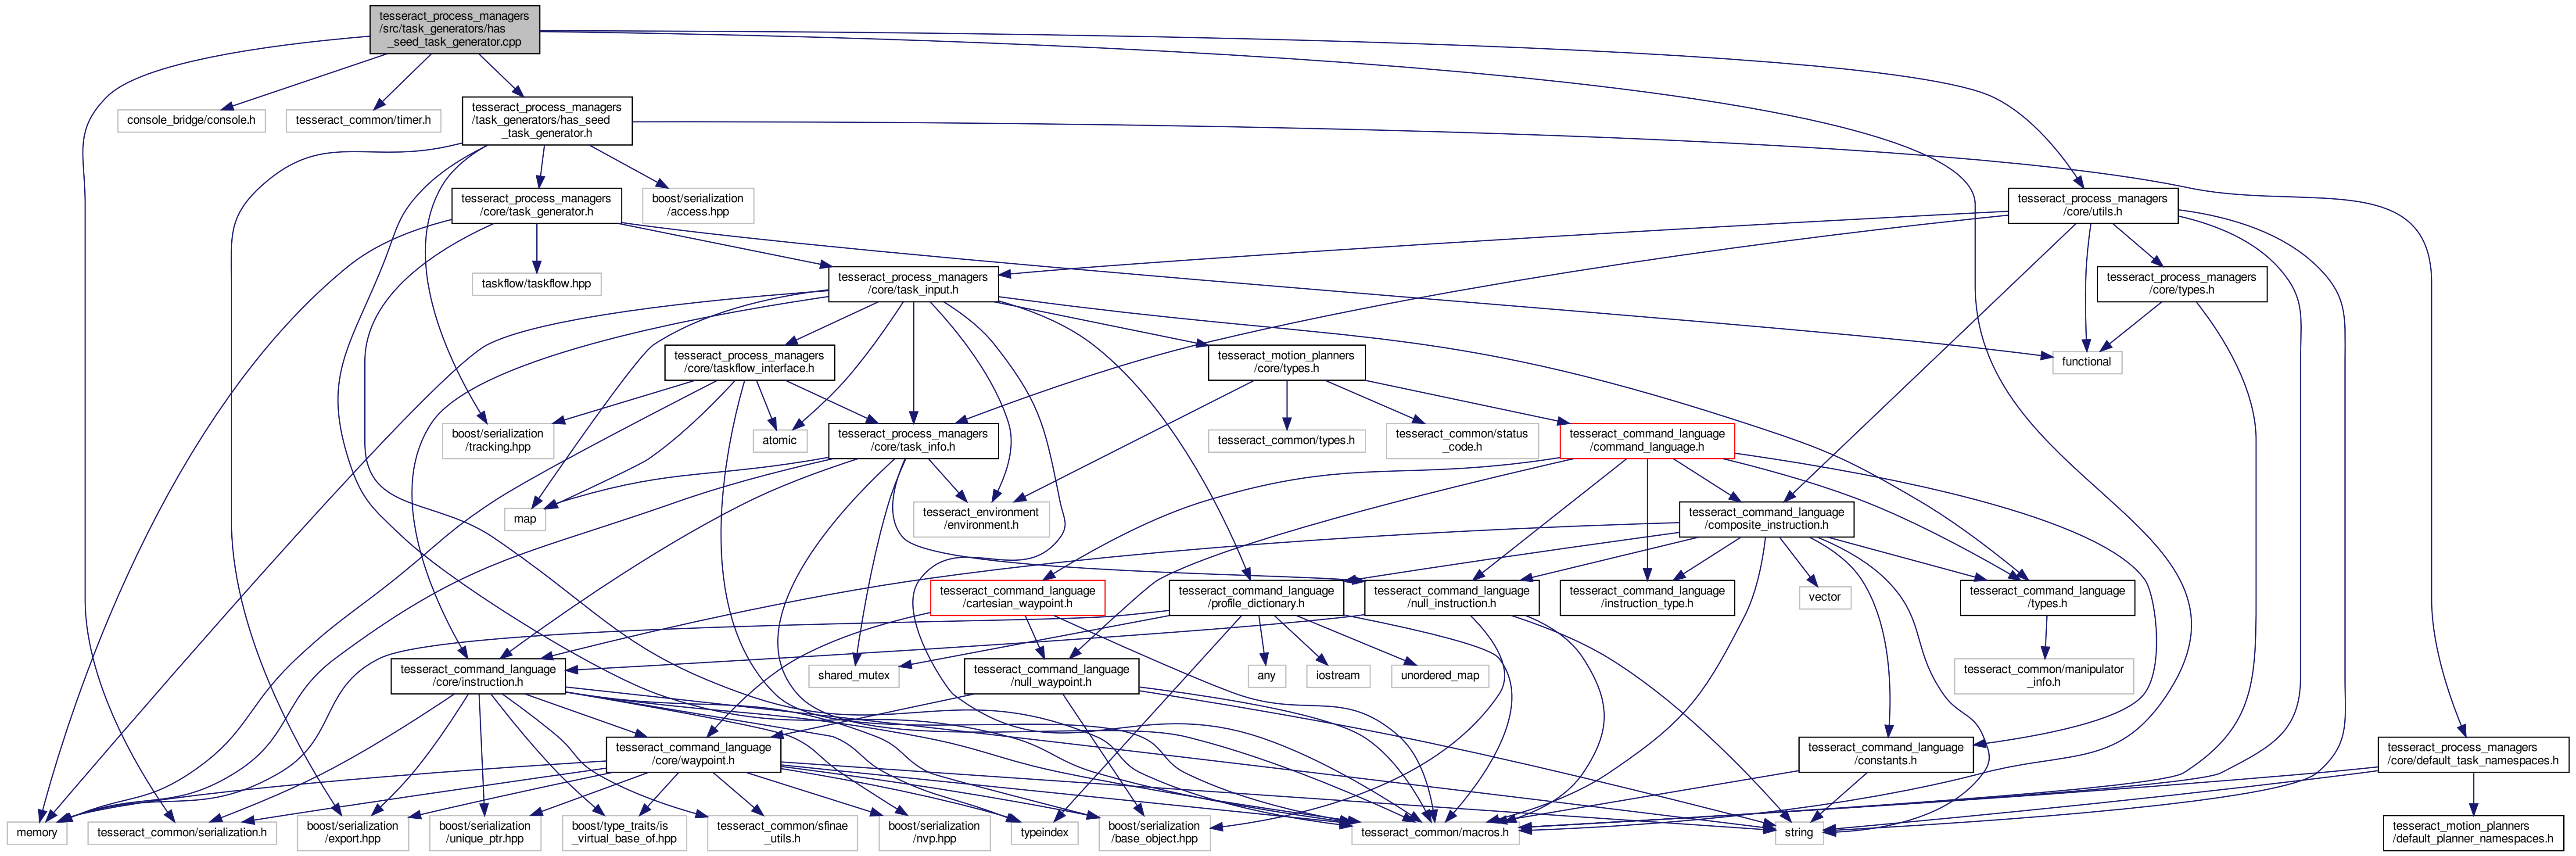 tesseract_process_managers
/src/task_generators/has
_seed_task_generator.cpp
console_bridge/console.h
tesseract_common/timer.h
tesseract_process_managers
/task_generators/has_seed
_task_generator.h
tesseract_process_managers
/core/task_generator.h
boost/serialization
/access.hpp
tesseract_process_managers
/core/utils.h
taskflow/taskflow.hpp
tesseract_process_managers
/core/task_input.h
tesseract_process_managers
/core/types.h
tesseract_process_managers
/core/taskflow_interface.h
tesseract_motion_planners
/core/types.h
functional
boost/serialization
/tracking.hpp
atomic
tesseract_process_managers
/core/task_info.h
tesseract_common/types.h
tesseract_common/status
_code.h
tesseract_command_language
/command_language.h
map
tesseract_environment
/environment.h
tesseract_command_language
/composite_instruction.h
tesseract_command_language
/cartesian_waypoint.h
tesseract_command_language
/profile_dictionary.h
tesseract_command_language
/null_instruction.h
tesseract_command_language
/instruction_type.h
vector
tesseract_command_language
/types.h
tesseract_command_language
/core/instruction.h
shared_mutex
tesseract_command_language
/null_waypoint.h
any
iostream
unordered_map
tesseract_common/manipulator
_info.h
tesseract_command_language
/core/waypoint.h
tesseract_command_language
/constants.h
tesseract_process_managers
/core/default_task_namespaces.h
memory
tesseract_common/serialization.h
boost/serialization
/export.hpp
boost/serialization
/unique_ptr.hpp
boost/type_traits/is
_virtual_base_of.hpp
tesseract_common/sfinae
_utils.h
boost/serialization
/nvp.hpp
typeindex
boost/serialization
/base_object.hpp
tesseract_common/macros.h
string
tesseract_motion_planners
/default_planner_namespaces.h